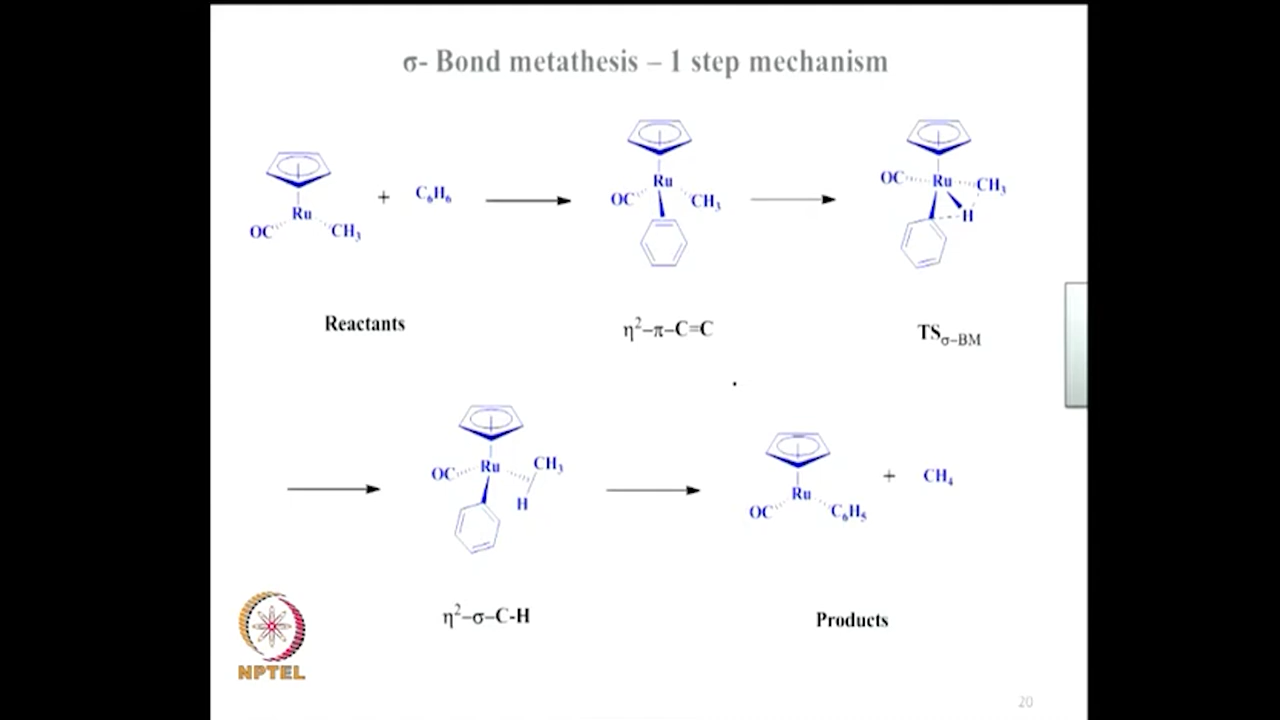 σ- Bond metathesis – 1 step mechanism
Ru
OC
CH₃
+
C₆H₆
Reactants
Ru
OC
CH₃
η²–π–C=C
OC
Ru
CH₃
H
TSσ–BM
OC
Ru
CH₃
H
η²–σ–C-H
Ru
OC
C₆H₅
+
CH₄
Products
NPTEL
20